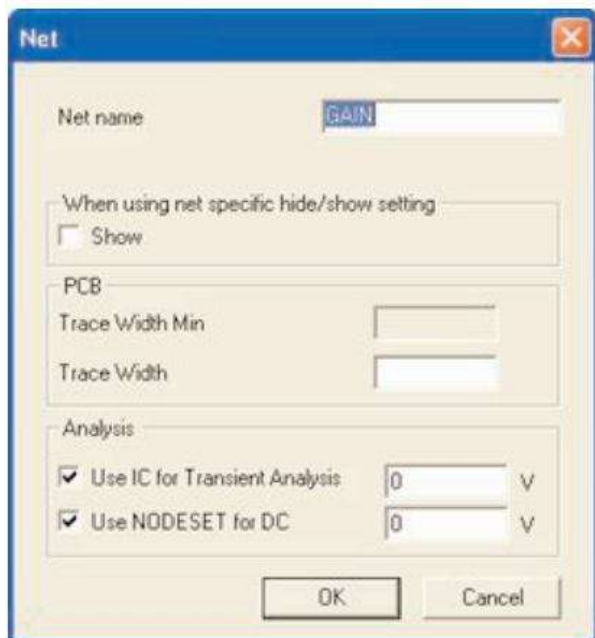 Net
Net name GAIN
When using net specific hide/show setting
Show
PCB
Trace Width Min
Trace Width
Analysis
Use IC for Transient Analysis 0 V
Use NODESET for DC 0 V
OK Cancel